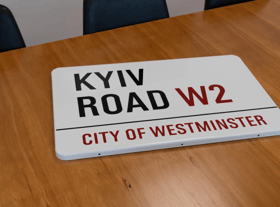 KYIV
ROAD W2
CITY OF WESTMINSTER